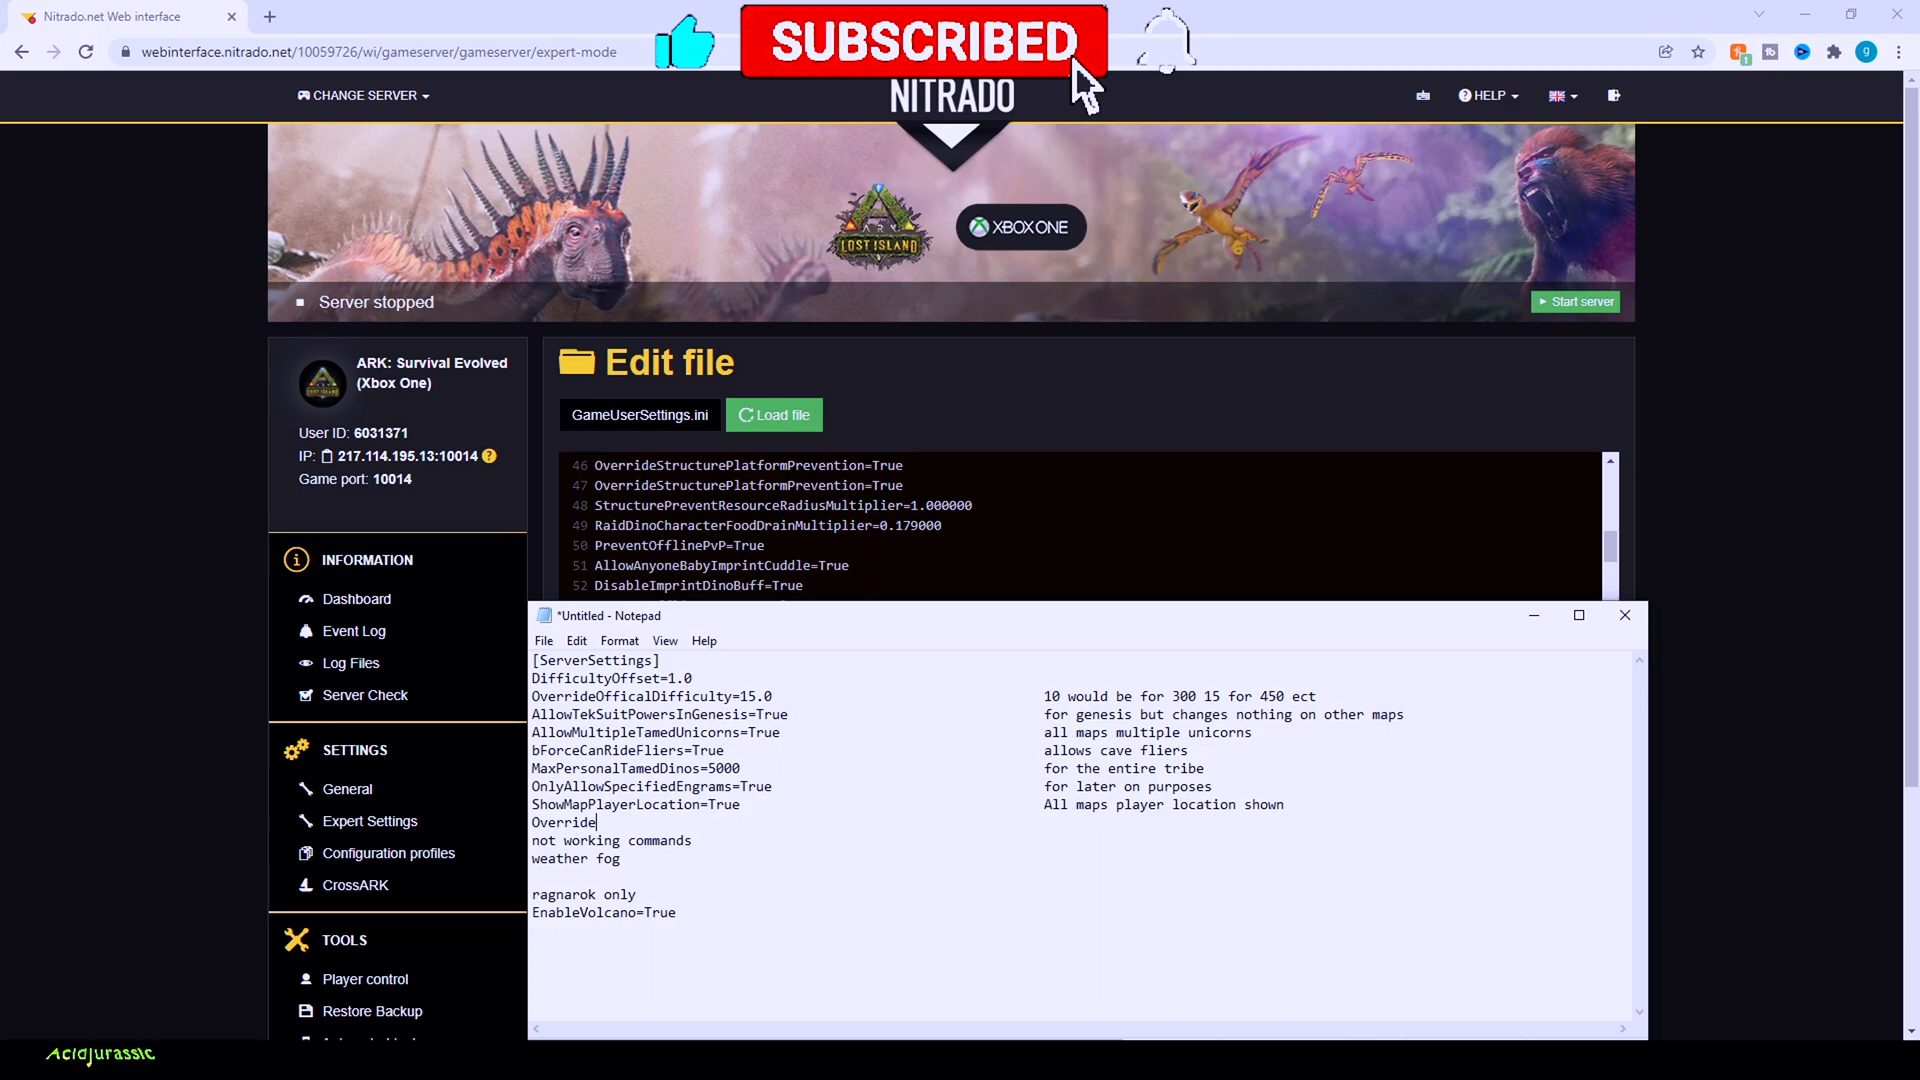 Nitrado.net Web interface
webinterface.nitrado.net/10059726/wi/gameserver/gameserver/expert-mode
SUBSCRIBED
1
g
CHANGE SERVER
NITRADO
HELP
ARK
LOST ISLAND
XBOX ONE
Server stopped
Start server
ARK: Survival Evolved
(Xbox One)
User ID: 6031371
IP: 217.114.195.13:10014 ?
Game port: 10014
INFORMATION
Dashboard
Event Log
Log Files
Server Check
SETTINGS
General
Expert Settings
Configuration profiles
CrossARK
TOOLS
Player control
Restore Backup
Edit file
GameUserSettings.ini
Load file
46 OverrideStructurePlatformPrevention=True
47 OverrideStructurePlatformPrevention=True
48 StructurePreventResourceRadiusMultiplier=1.000000
49 RaidDinoCharacterFoodDrainMultiplier=0.179000
50 PreventOfflinePvP=True
51 AllowAnyoneBabyImprintCuddle=True
52 DisableImprintDinoBuff=True
*Untitled - Notepad
File Edit Format View Help
[ServerSettings]
DifficultyOffset=1.0
OverrideOfficalDifficulty=15.0 10 would be for 300 15 for 450 ect
AllowTekSuitPowersInGenesis=True for genesis but changes nothing on other maps
AllowMultipleTamedUnicorns=True all maps multiple unicorns
bForceCanRideFliers=True allows cave fliers
MaxPersonalTamedDinos=5000 for the entire tribe
OnlyAllowSpecifiedEngrams=True for later on purposes
ShowMapPlayerLocation=True All maps player location shown
Override
not working commands
weather fog
ragnarok only
EnableVolcano=True
Acidjurassic